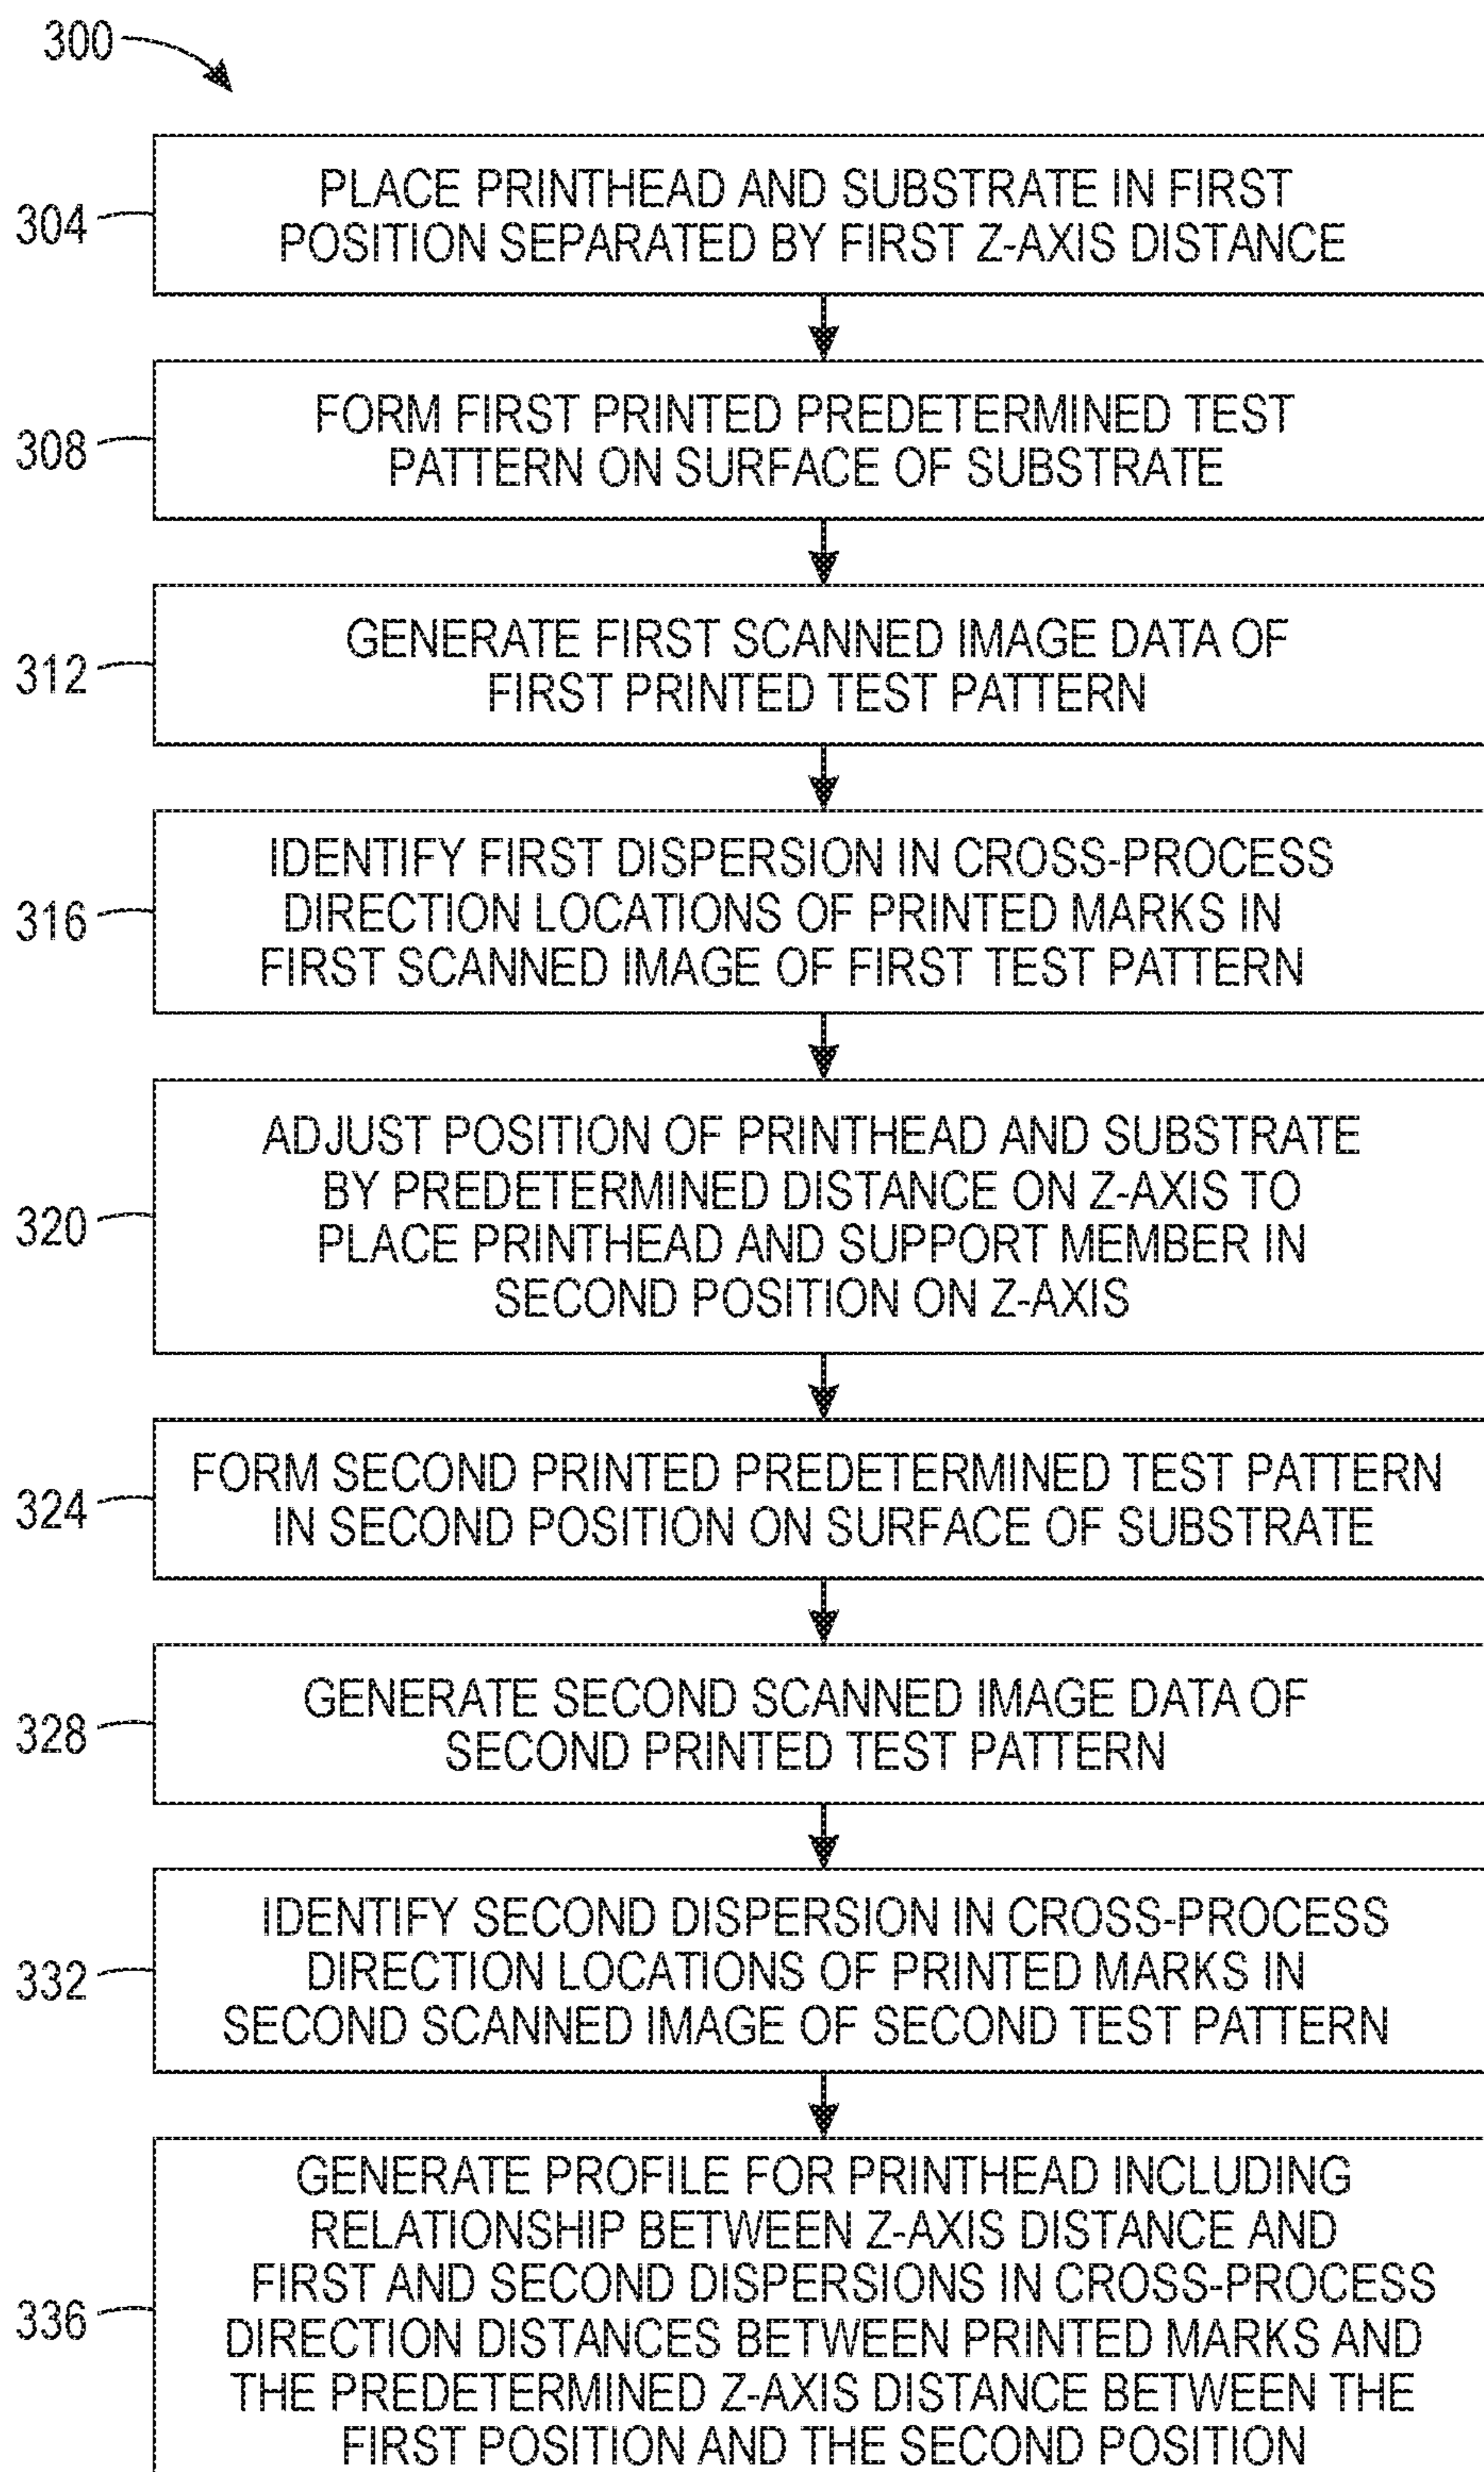 300
304
PLACE PRINTHEAD AND SUBSTRATE IN FIRST
POSITION SEPARATED BY FIRST Z-AXIS DISTANCE
308
FORM FIRST PRINTED PREDETERMINED TEST
PATTERN ON SURFACE OF SUBSTRATE
312
GENERATE FIRST SCANNED IMAGE DATA OF
FIRST PRINTED TEST PATTERN
316
IDENTIFY FIRST DISPERSION IN CROSS-PROCESS
DIRECTION LOCATIONS OF PRINTED MARKS IN
FIRST SCANNED IMAGE OF FIRST TEST PATTERN
320
ADJUST POSITION OF PRINTHEAD AND SUBSTRATE
BY PREDETERMINED DISTANCE ON Z-AXIS TO
PLACE PRINTHEAD AND SUPPORT MEMBER IN
SECOND POSITION ON Z-AXIS
324
FORM SECOND PRINTED PREDETERMINED TEST PATTERN
IN SECOND POSITION ON SURFACE OF SUBSTRATE
328
GENERATE SECOND SCANNED IMAGE DATA OF
SECOND PRINTED TEST PATTERN
332
IDENTIFY SECOND DISPERSION IN CROSS-PROCESS
DIRECTION LOCATIONS OF PRINTED MARKS IN
SECOND SCANNED IMAGE OF SECOND TEST PATTERN
336
GENERATE PROFILE FOR PRINTHEAD INCLUDING
RELATIONSHIP BETWEEN Z-AXIS DISTANCE AND
FIRST AND SECOND DISPERSIONS IN CROSS-PROCESS
DIRECTION DISTANCES BETWEEN PRINTED MARKS AND
THE PREDETERMINED Z-AXIS DISTANCE BETWEEN THE
FIRST POSITION AND THE SECOND POSITION